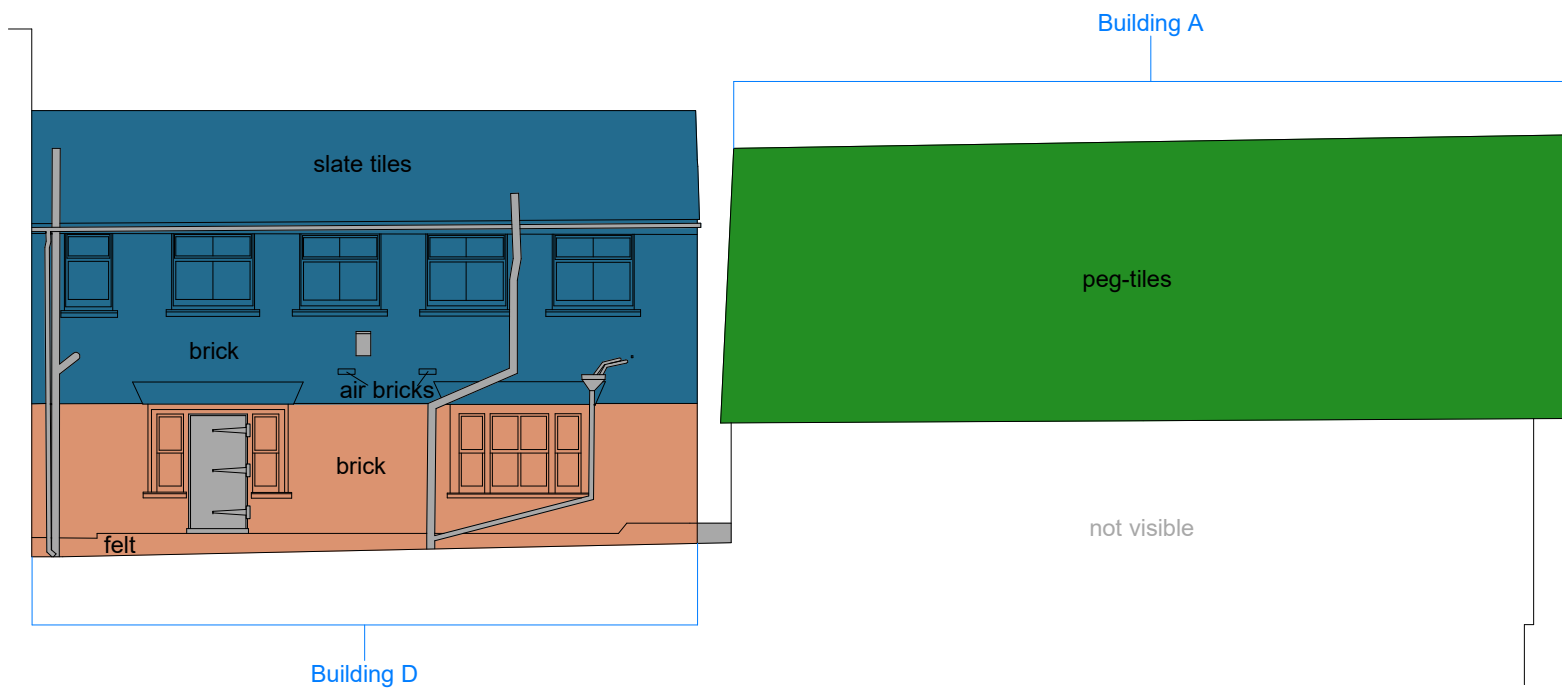 Building A
slate tiles
peg-tiles
brick
air bricks
brick
not visible
felt
Building D